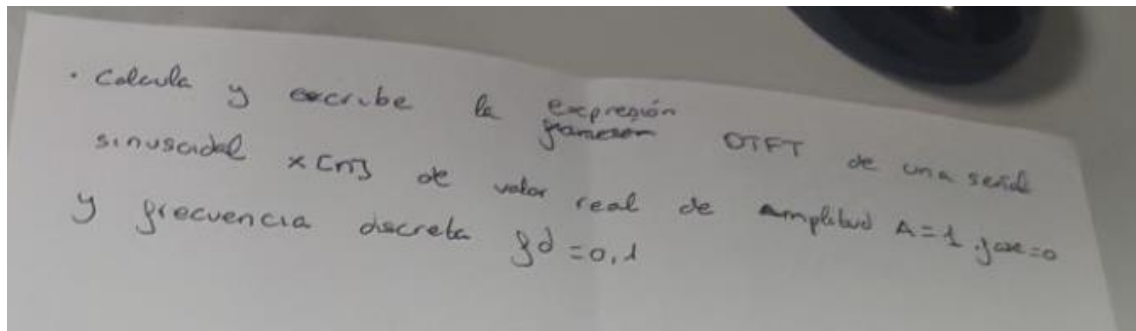 · Calcula y escribe la expresión DTFT de una señal
sinusoidal x[n] de valor real de amplitud A=1, fase=0
y frecuencia discreta fd=0,1